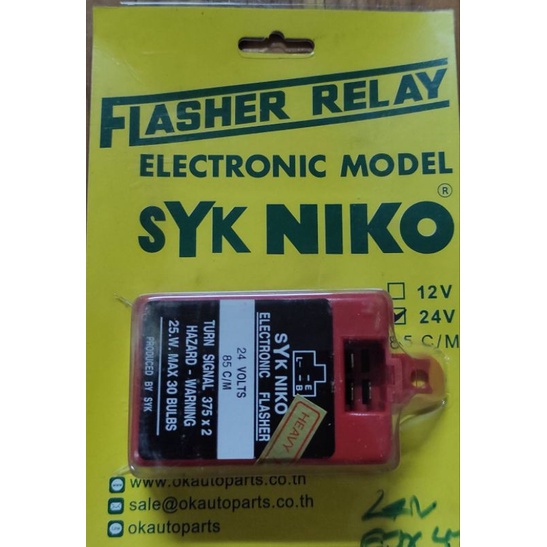 FLASHER RELAY
ELECTRONIC MODEL
SYK NIKO ®
12V
24V
85 C/M
SYK NIKO
ELECTRONIC FLASHER
24 VOLTS
85 C/M
TURN SIGNAL 375 x 2
HAZARD - WARNING
25.W. MAX 30 BULBS
PRODUCED BY SYK
L E
B
HEAVY
www.okautoparts.co.th
sale@okautoparts.co.th
okautoparts
24V